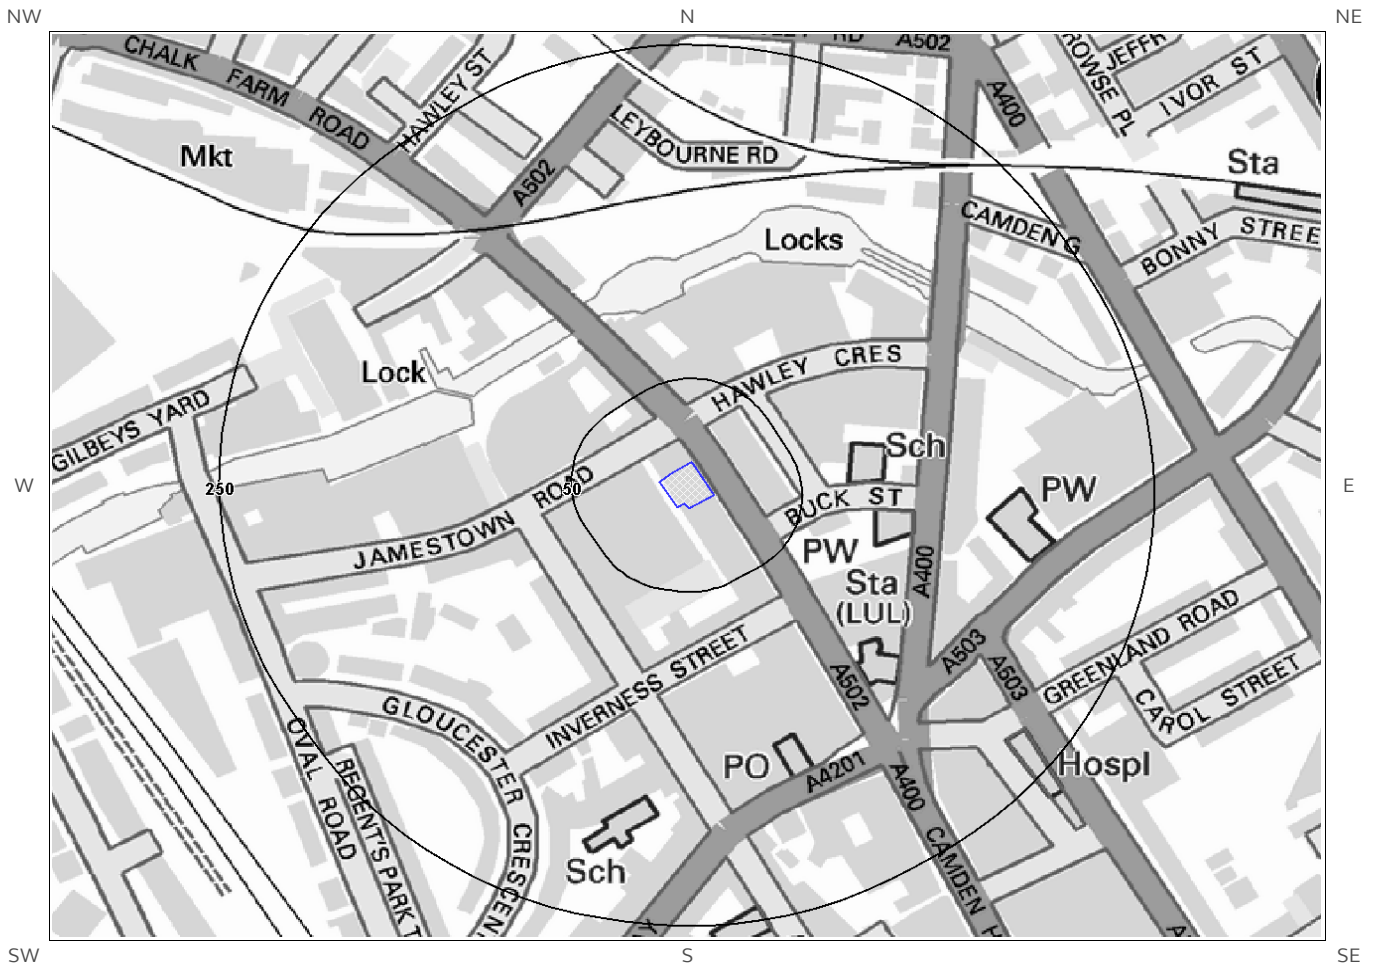 NW
N
NE
CHALK FARM ROAD
HAWLEY ST
RD
A502
JEFFR
IVOR ST
A400
Mkt
LEYBOURNE RD
A502
Sta
CAMDEN G
BONNY STREE
Locks
Lock
HAWLEY CRES
GILBEYS YARD
Sch
W
250
50
E
JAMESTOWN ROAD
BUCK ST
PW
PW
Sta
(LUL)
A400
A503
GREENLAND ROAD
A503
A502
INVERNESS STREET
CAROL STREET
GLOUCESTER CRESCEN
OVAL ROAD
REGENT'S PARK T
PO
A4201
A400
Hospl
CAMDEN H
Sch
SW
S
SE